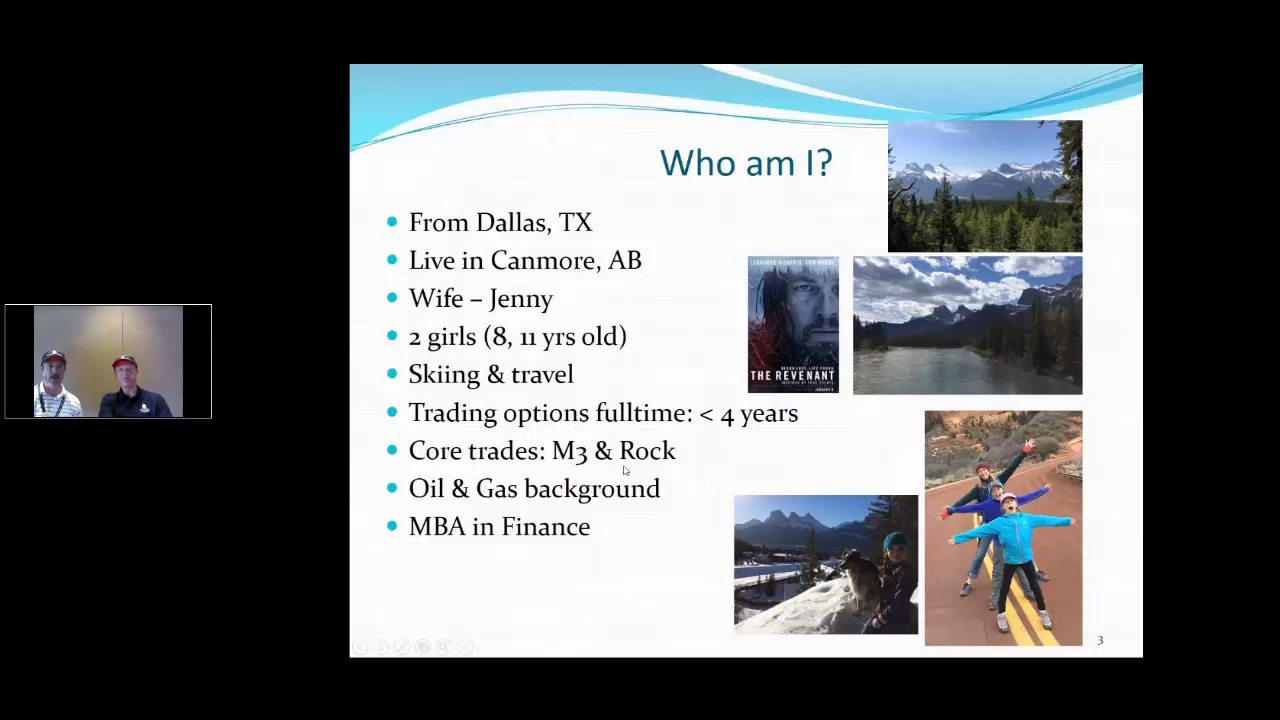 Who am I?
From Dallas, TX
Live in Canmore, AB
Wife – Jenny
2 girls (8, 11 yrs old)
Skiing & travel
Trading options fulltime: < 4 years
Core trades: M3 & Rock
Oil & Gas background
MBA in Finance
THE REVENANT
3